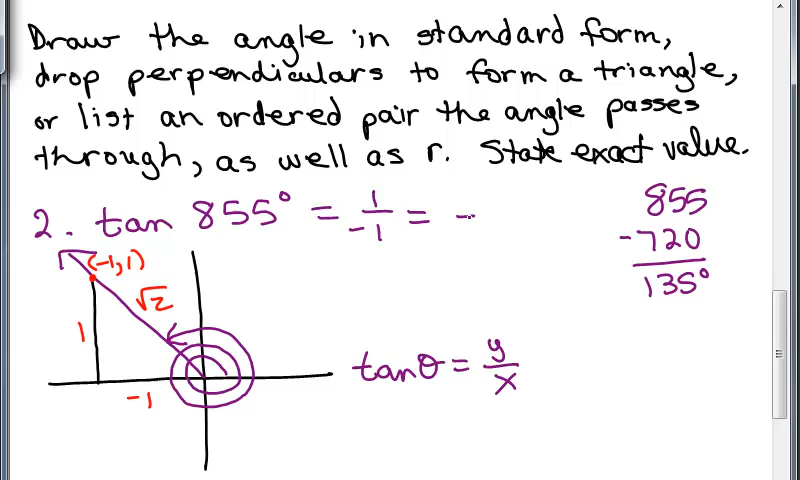 Draw the angle in standard form,
drop perpendiculars to form a triangle,
or list an ordered pair the angle passes
through, as well as r. State exact value.
2. tan 855° = 1/-1 = -
855
-720
135°
(-1,1)
√2
1
-1
tanθ = y/x